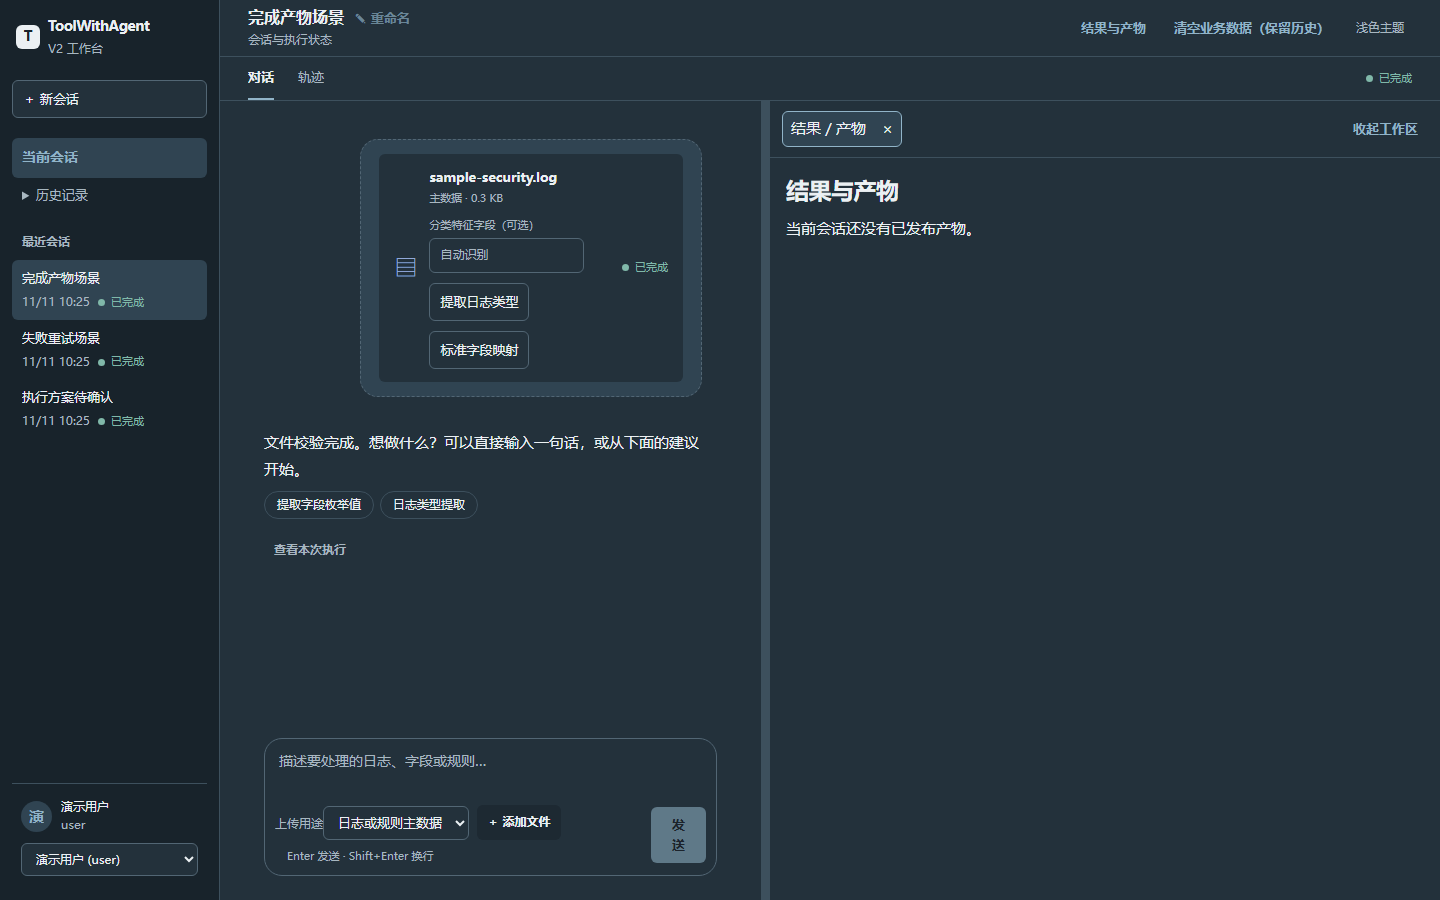 T
ToolWithAgent
V2 工作台
+ 新会话
当前会话
▶ 历史记录
最近会话
完成产物场景
11/11 10:25 ● 已完成
失败重试场景
11/11 10:25 ● 已完成
执行方案待确认
11/11 10:25 ● 已完成
演
演示用户
user
演示用户 (user)
完成产物场景 重命名
会话与执行状态
结果与产物 清空业务数据（保留历史） 浅色主题
对话 轨迹
● 已完成
sample-security.log
主数据 · 0.3 KB
分类特征字段（可选）
自动识别
● 已完成
提取日志类型
标准字段映射
文件校验完成。想做什么？可以直接输入一句话，或从下面的建议
开始。
提取字段枚举值 日志类型提取
查看本次执行
描述要处理的日志、字段或规则...
上传用途 日志或规则主数据 + 添加文件
发
送
Enter 发送 · Shift+Enter 换行
结果 / 产物 ×
收起工作区
结果与产物
当前会话还没有已发布产物。